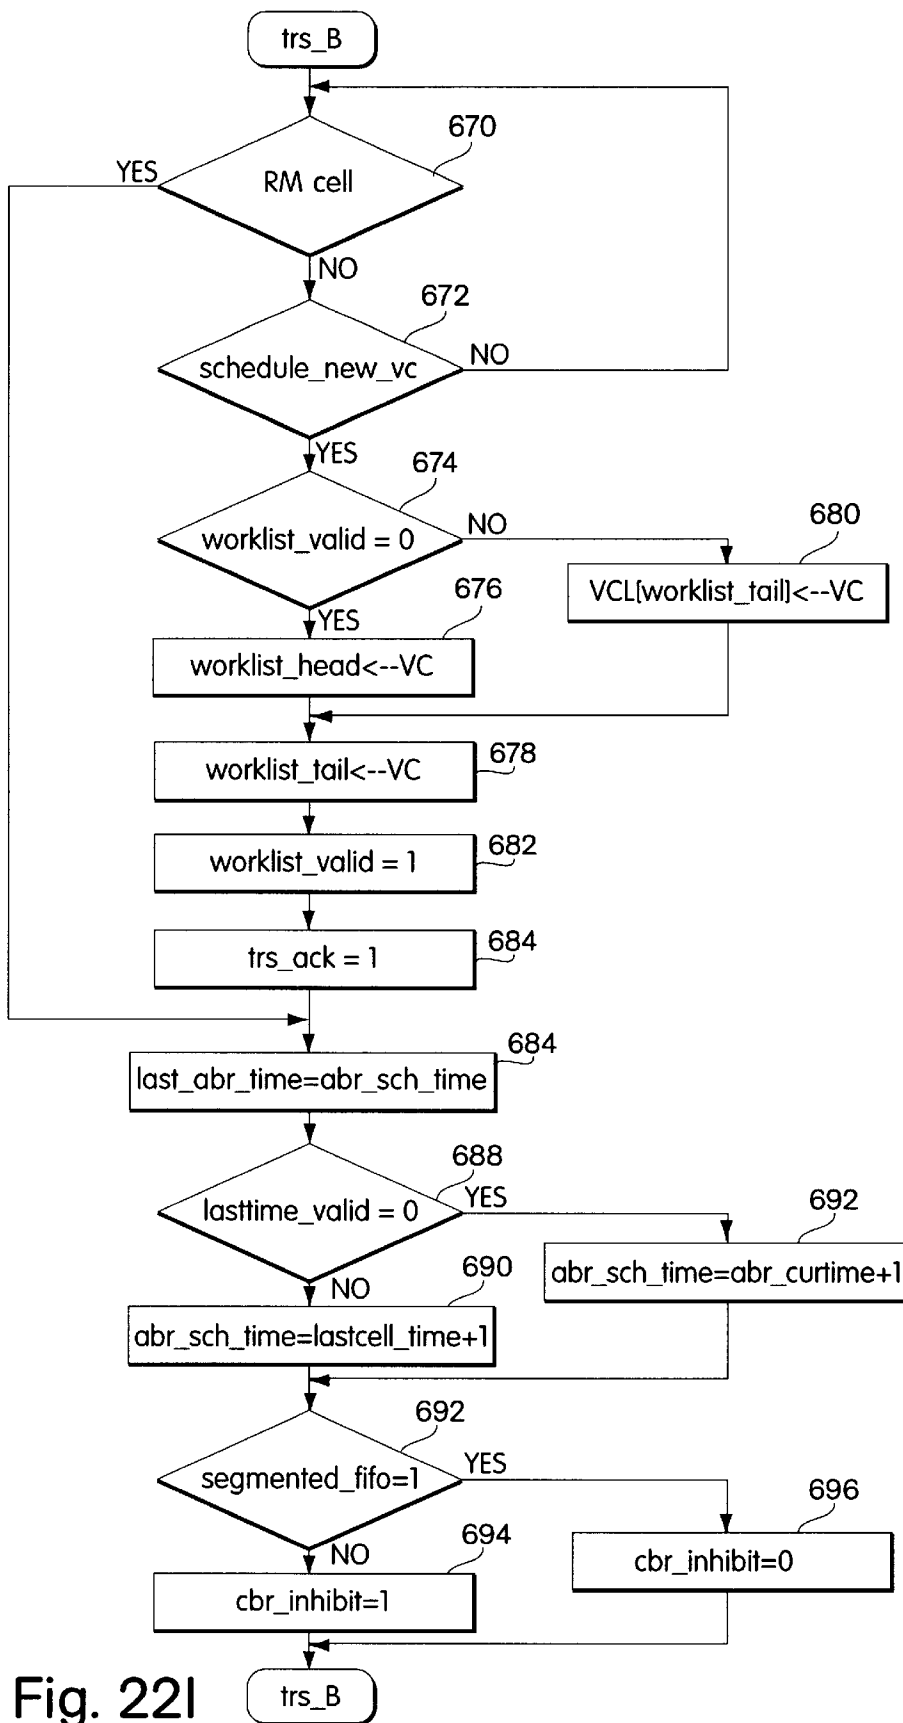 trs_B
670
YES
RM cell
NO
672
schedule_new_vc
NO
YES
674
worklist_valid = 0
NO
680
VCL[worklist_tail]<--VC
676
YES
worklist_head<--VC
worklist_tail<--VC
678
worklist_valid = 1
682
trs_ack = 1
684
last_abr_time=abr_sch_time
684
688
lasttime_valid = 0
YES
692
abr_sch_time=abr_curtime+1
NO
690
abr_sch_time=lastcell_time+1
692
segmented_fifo=1
YES
696
cbr_inhibit=0
NO
694
cbr_inhibit=1
trs_B
Fig. 22I